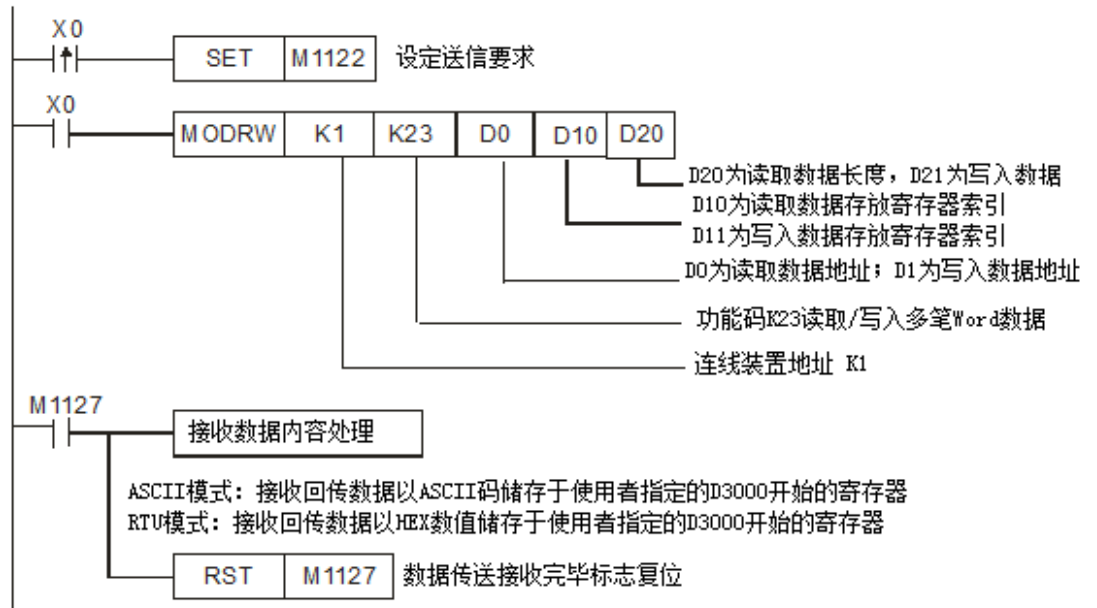 X0
SET M1122 设定送信要求
X0
MODRW K1 K23 D0 D10 D20
D20为读取数据长度，D21为写入数据
D10为读取数据存放寄存器索引
D11为写入数据存放寄存器索引
D0为读取数据地址；D1为写入数据地址
功能码K23读取/写入多笔Word数据
连线装置地址 K1
M1127
接收数据内容处理
ASCII模式：接收回传数据以ASCII码储存于使用者指定的D3000开始的寄存器
RTU模式：接收回传数据以HEX数值储存于使用者指定的D3000开始的寄存器
RST M1127 数据传送接收完毕标志复位